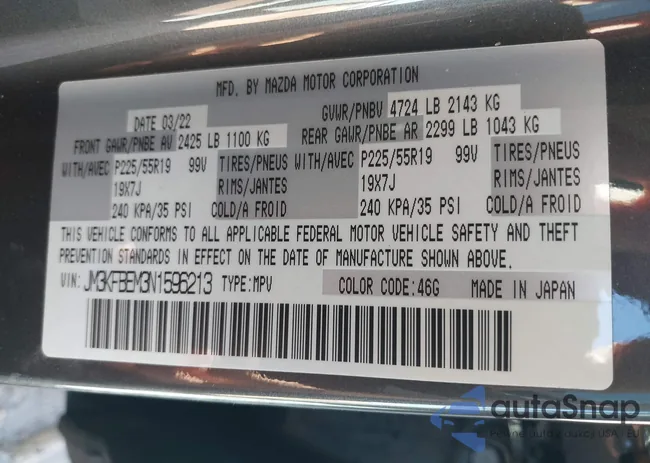 MFD. BY MAZDA MOTOR CORPORATION
DATE 03/22 GVWR/PNBV 4724 LB 2143 KG
FRONT GAWR/PNBE AV 2425 LB 1100 KG REAR GAWR/PNBE AR 2299 LB 1043 KG
WITH/AVEC P225/55R19 99V TIRES/PNEUS WITH/AVEC P225/55R19 99V TIRES/PNEUS
19X7J RIMS/JANTES 19X7J RIMS/JANTES
240 KPA/35 PSI COLD/A FROID 240 KPA/35 PSI COLD/A FROID
THIS VEHICLE CONFORMS TO ALL APPLICABLE FEDERAL MOTOR VEHICLE SAFETY AND THEFT
PREVENTION STANDARDS IN EFFECT ON THE DATE OF MANUFACTURE SHOWN ABOVE.
VIN: JM3KFBEM3N1596213 TYPE:MPV COLOR CODE:46G MADE IN JAPAN
autoSnap